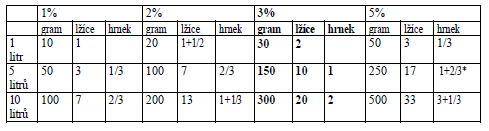 1% 2% 3% 5%
gram lžíce hrnek gram lžíce hrnek gram lžíce hrnek gram lžíce hrnek
1 litr 10 1 20 1+1/2 30 2 50 3 1/3
5 litrů 50 3 1/3 100 7 2/3 150 10 1 250 17 1+2/3*
10 litrů 100 7 2/3 200 13 1+1/3 300 20 2 500 33 3+1/3